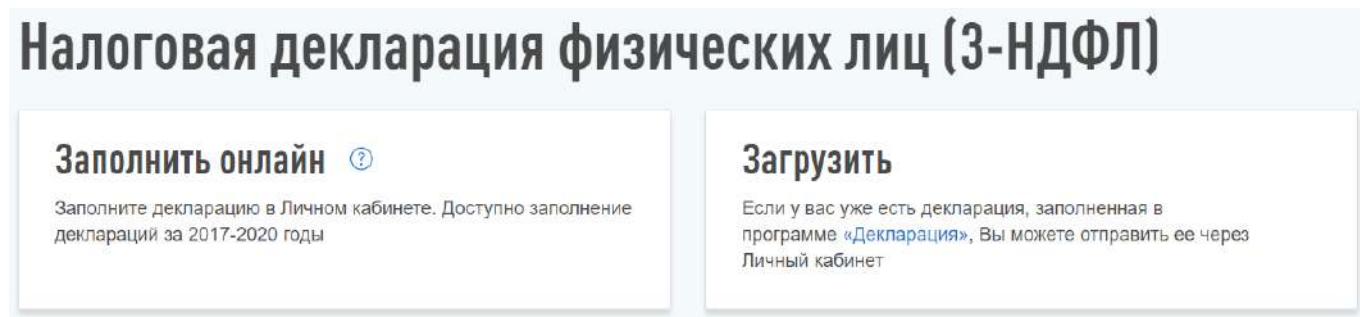 Налоговая декларация физических лиц (3-НДФЛ)
Заполнить онлайн ?
Заполните декларацию в Личном кабинете. Доступно заполнение
деклараций за 2017-2020 годы
Загрузить
Если у вас уже есть декларация, заполненная в
программе «Декларация», Вы можете отправить ее через
Личный кабинет